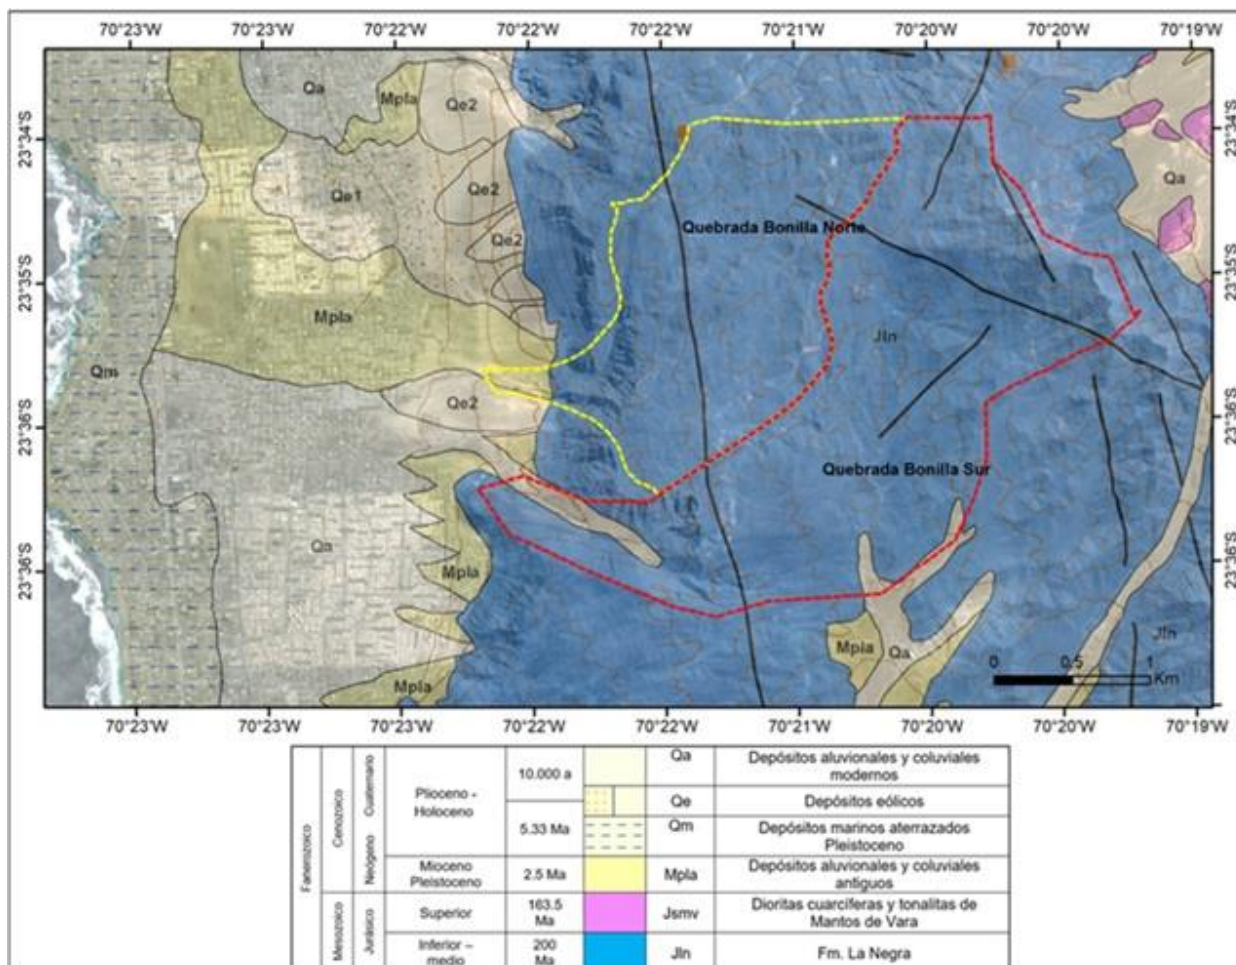 70°23'W 70°23'W 70°22'W 70°22'W 70°22'W 70°21'W 70°20'W 70°20'W 70°19'W
Qa
Mpla
Qe2
23°34'S
23°34'S
Qa
Qe1
Qe2
Quebrada Bonilla Norte
Qe2
23°35'S
23°35'S
Mpla
Jln
Qm
Qe2
23°36'S
23°36'S
Quebrada Bonilla Sur
Qa
Mpla
23°36'S
23°36'S
Mpla
Qa
Jln
Mpla
0 0,5 1
Km
70°23'W 70°23'W 70°22'W 70°22'W 70°22'W 70°21'W 70°20'W 70°20'W 70°19'W
Fanerozoico
Cenozoico
Cuaternario
Neógeno
Plioceno -
Holoceno
10.000 a
5.33 Ma
Qa
Depósitos aluvionales y coluviales
modernos
Qe
Depósitos eólicos
Qm
Depósitos marinos aterrazados
Pleistoceno
Mioceno
Pleistoceno
2.5 Ma
Mpla
Depósitos aluvionales y coluviales
antiguos
Mesozoico
Jurásico
Superior
163.5
Ma
Jsmv
Dioritas cuarcíferas y tonalitas de
Mantos de Vara
Inferior –
medio
200
Ma
Jln
Fm. La Negra